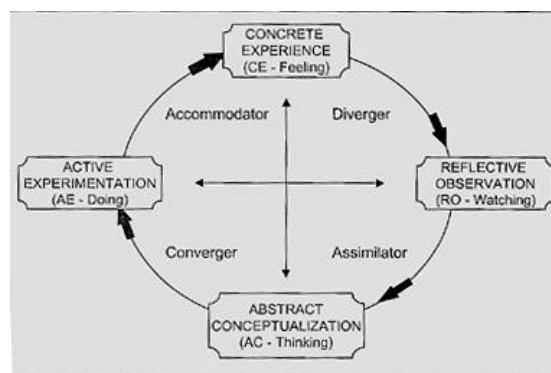 CONCRETE
EXPERIENCE
(CE - Feeling)
Accommodator
Diverger
ACTIVE
EXPERIMENTATION
(AE - Doing)
REFLECTIVE
OBSERVATION
(RO - Watching)
Converger
Assimilator
ABSTRACT
CONCEPTUALIZATION
(AC - Thinking)